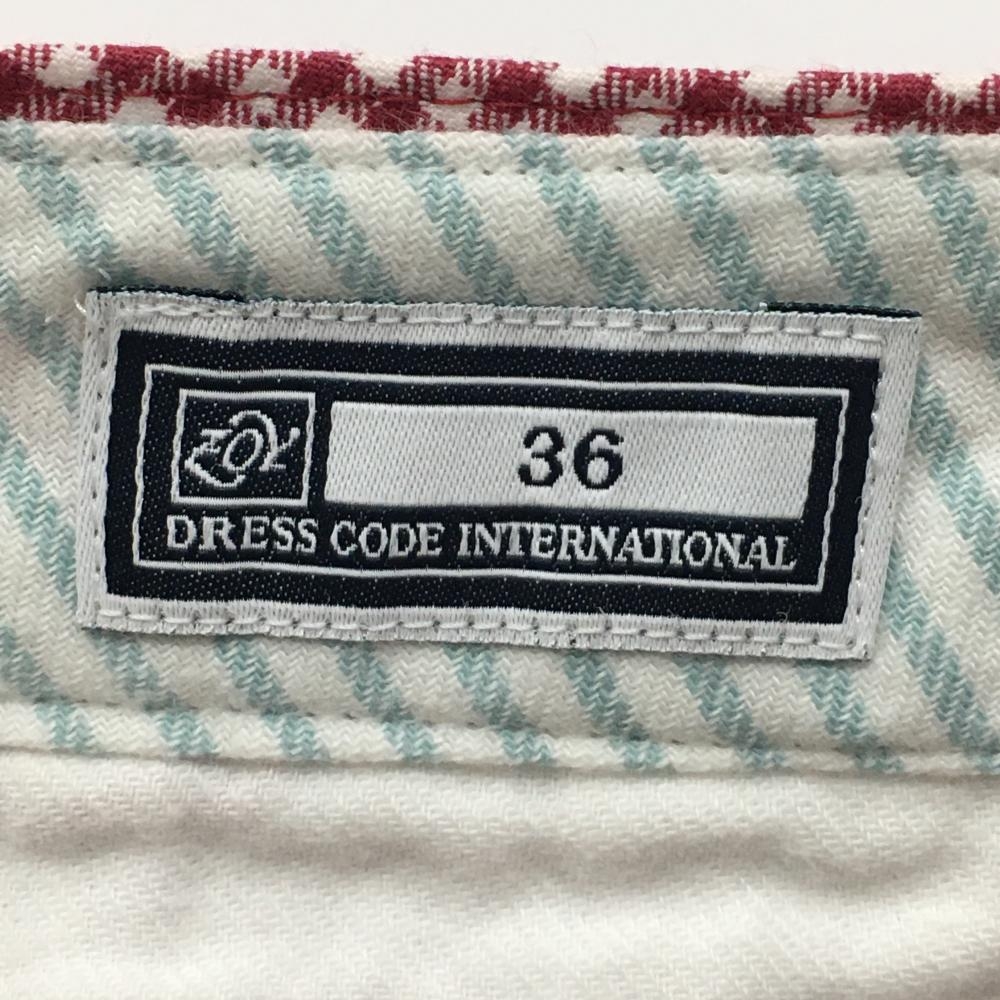 ZOY
36
DRESS CODE INTERNATIONAL